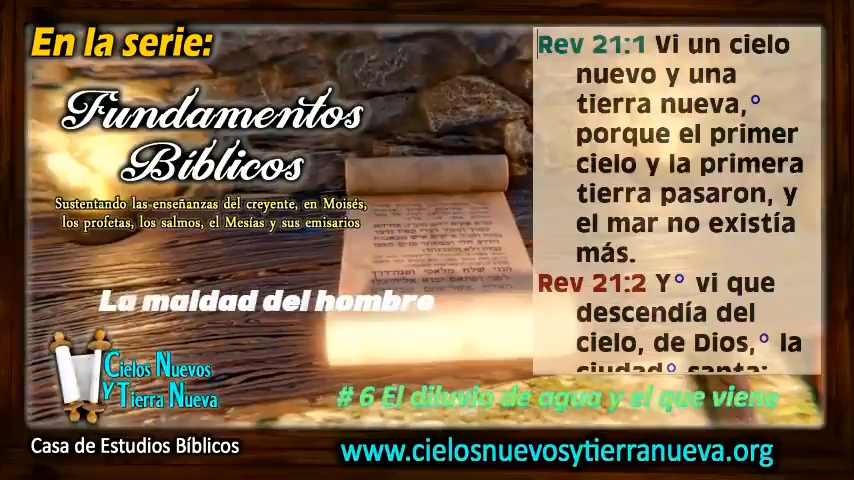 En la serie:
Fundamentos
Bíblicos
Sustentando las enseñanzas del creyente, en Moisés,
los profetas, los salmos, el Mesías y sus emisarios
La maldad del hombre
Cielos Nuevos
Y Tierra Nueva
# 6 El diluvio de agua y el que viene
Casa de Estudios Bíblicos
www.cielosnuevosytierranueva.org
Rev 21:1 Vi un cielo
nuevo y una
tierra nueva,°
porque el primer
cielo y la primera
tierra pasaron, y
el mar no existía
más.
Rev 21:2 Y° vi que
descendía del
cielo, de Dios,° la
ciudad° santa: